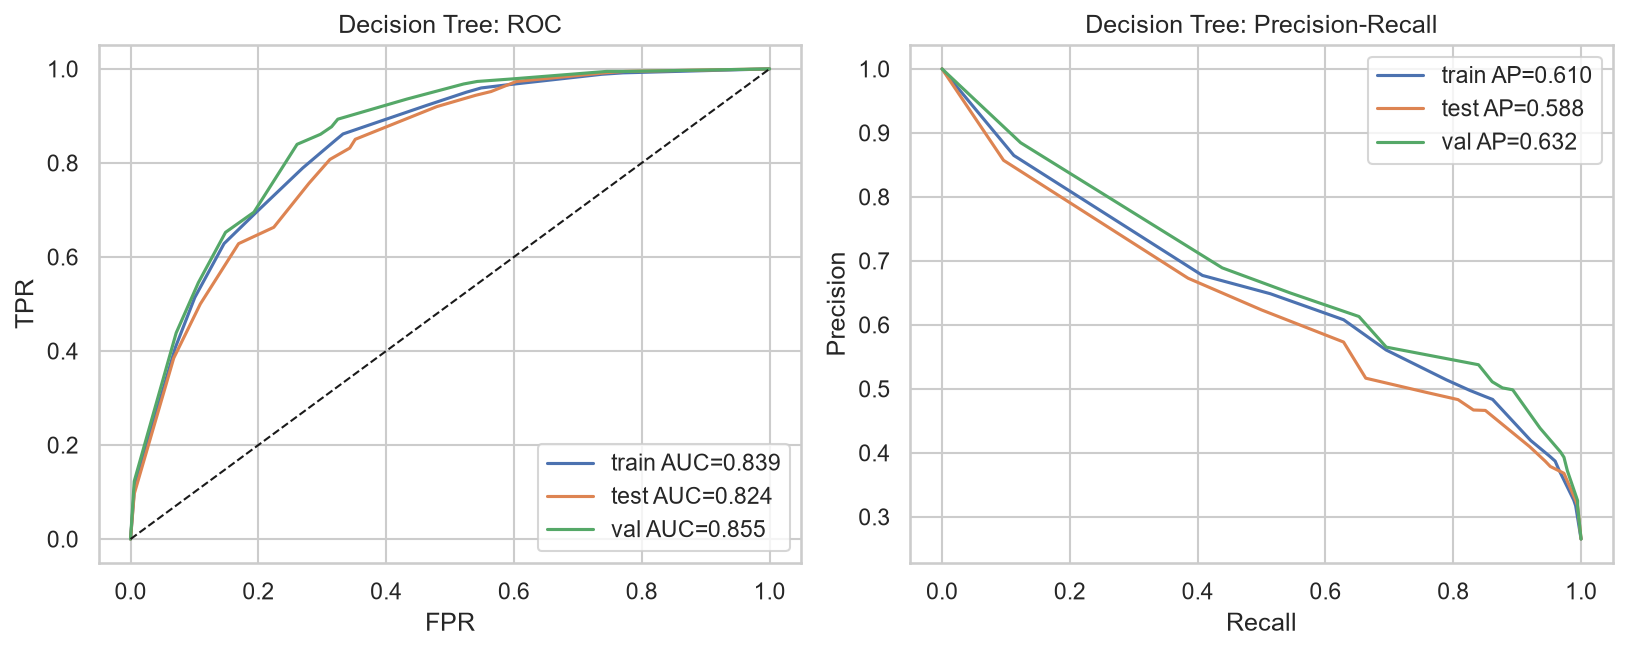 Decision Tree: ROC
TPR
1.0
0.8
0.6
0.4
0.2
0.0
train AUC=0.839
test AUC=0.824
val AUC=0.855
0.0 0.2 0.4 0.6 0.8 1.0
FPR
Decision Tree: Precision-Recall
Precision
1.0
0.9
0.8
0.7
0.6
0.5
0.4
0.3
train AP=0.610
test AP=0.588
val AP=0.632
0.0 0.2 0.4 0.6 0.8 1.0
Recall